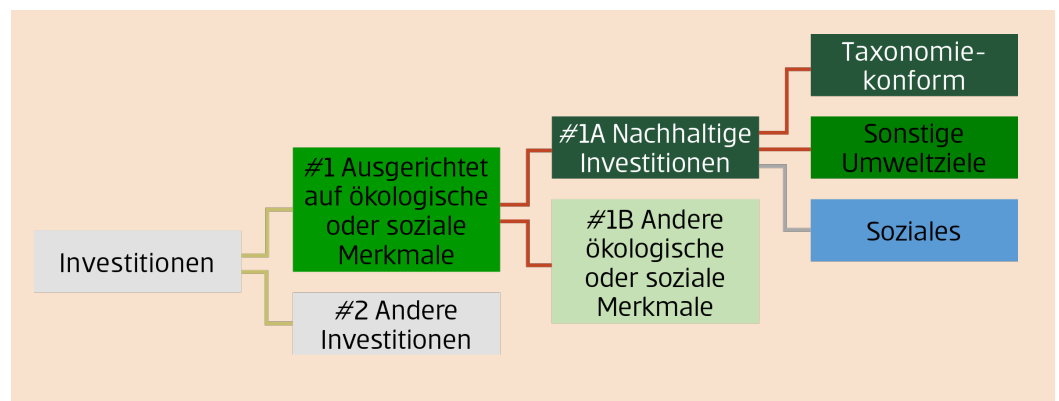 Investitionen
#1 Ausgerichtet
auf ökologische
oder soziale
Merkmale
#2 Andere
Investitionen
#1A Nachhaltige
Investitionen
#1B Andere
ökologische
oder soziale
Merkmale
Taxonomie-
konform
Sonstige
Umweltziele
Soziales